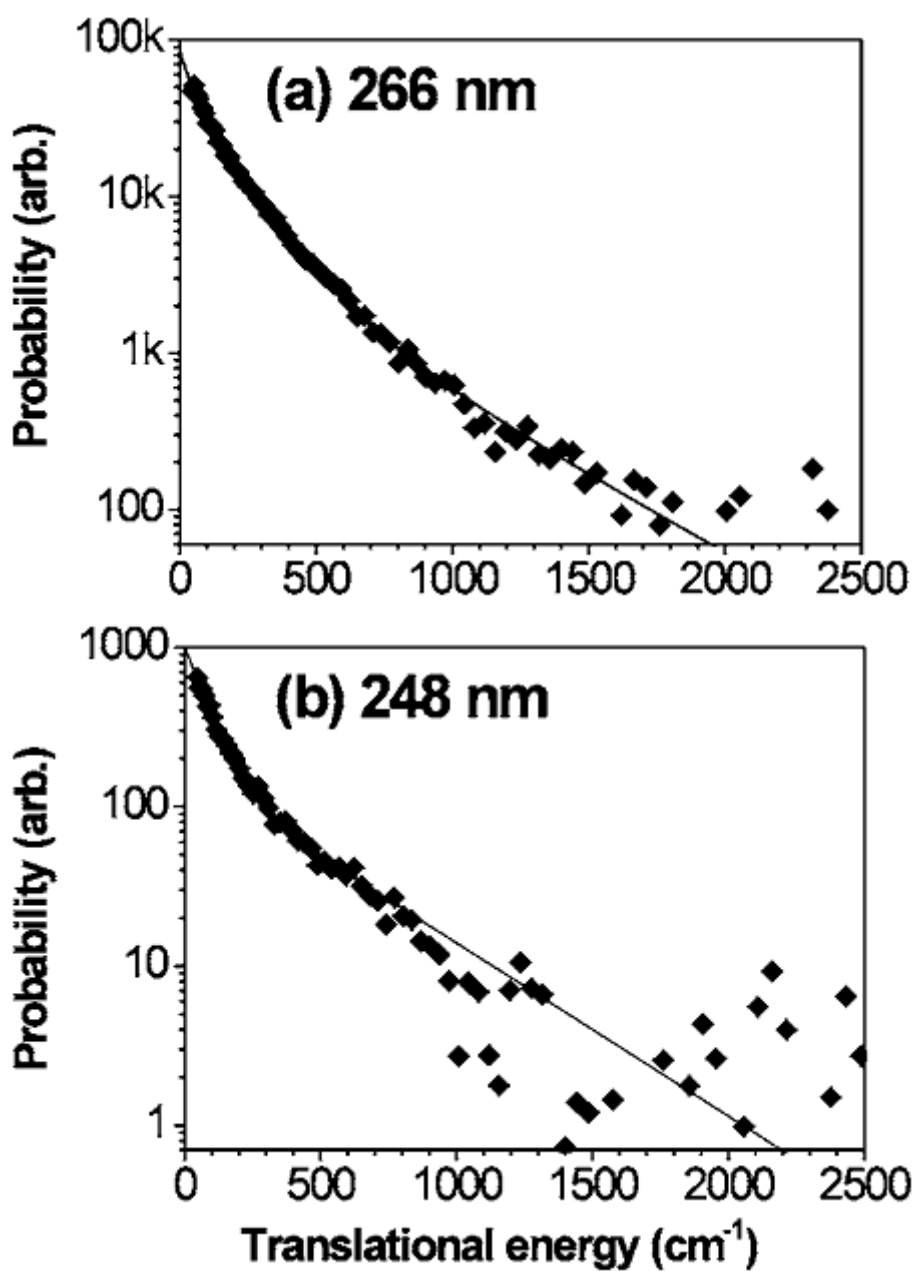 100k
(a) 266 nm
10k
1k
100
Probability (arb.)
0 500 1000 1500 2000 2500
1000
(b) 248 nm
100
10
1
Probability (arb.)
0 500 1000 1500 2000 2500
Translational energy (cm⁻¹)